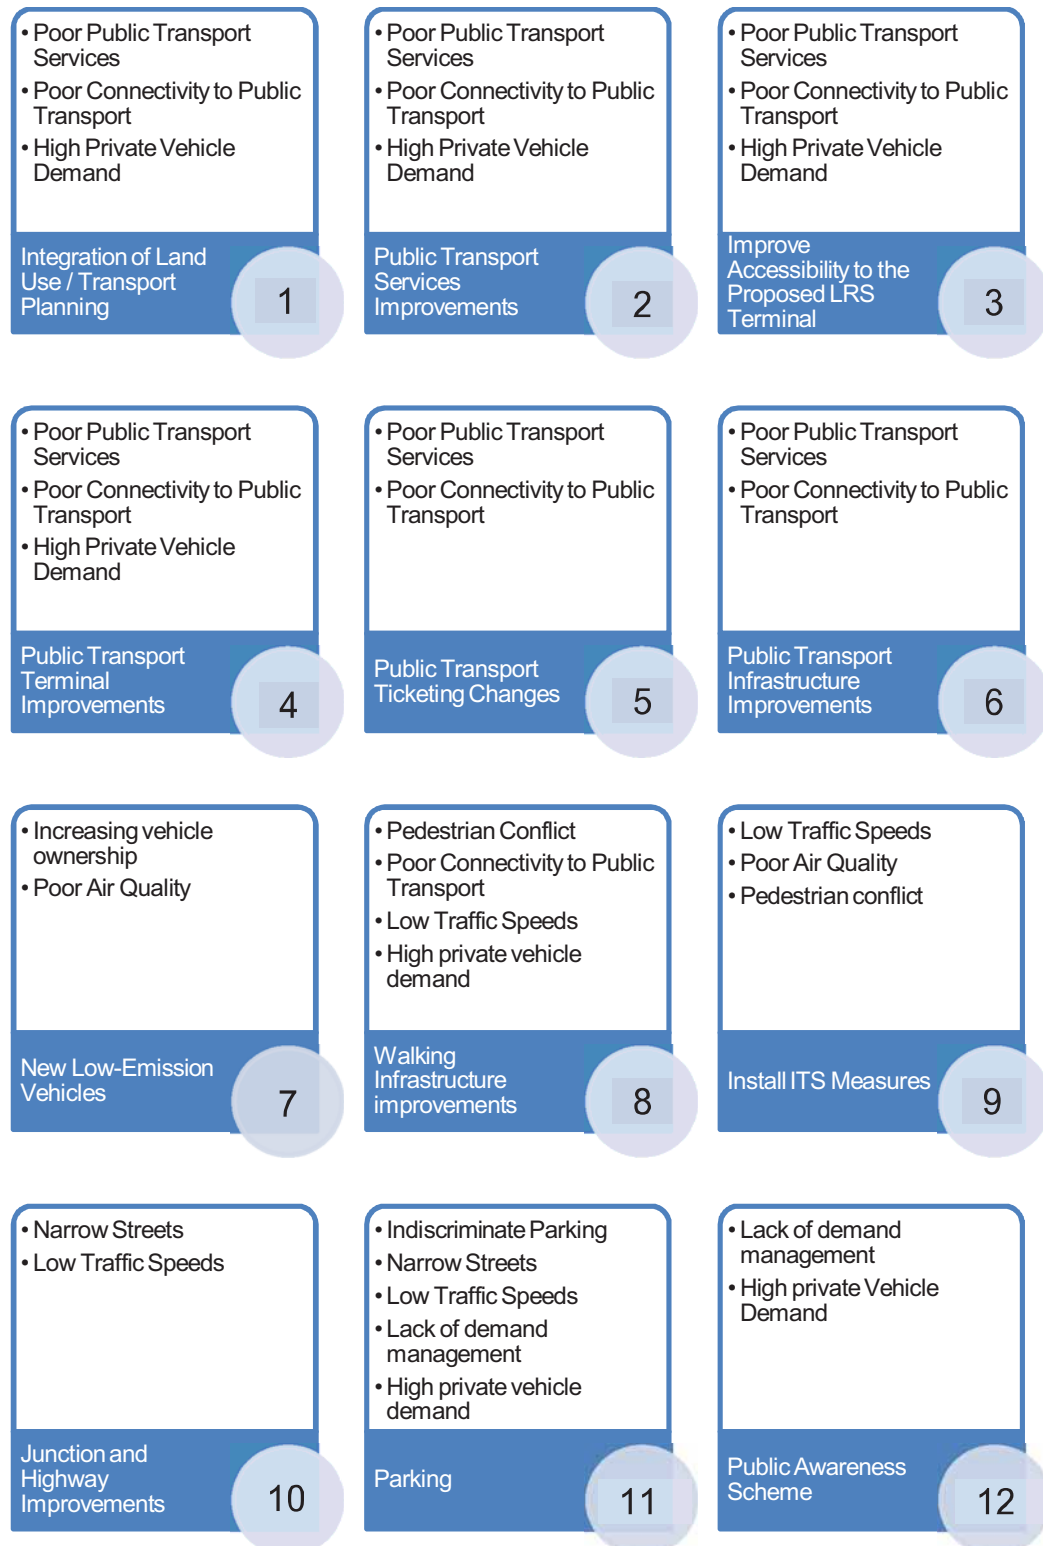 • Poor Public Transport
Services
• Poor Connectivity to Public
Transport
• High Private Vehicle
Demand
Integration of Land
Use / Transport
Planning
1
• Poor Public Transport
Services
• Poor Connectivity to Public
Transport
• High Private Vehicle
Demand
Public Transport
Services
Improvements
2
• Poor Public Transport
Services
• Poor Connectivity to Public
Transport
• High Private Vehicle
Demand
Improve
Accessibility to the
Proposed LRS
Terminal
3
• Poor Public Transport
Services
• Poor Connectivity to Public
Transport
• High Private Vehicle
Demand
Public Transport
Terminal
Improvements
4
• Poor Public Transport
Services
• Poor Connectivity to Public
Transport
Public Transport
Ticketing Changes
5
• Poor Public Transport
Services
• Poor Connectivity to Public
Transport
Public Transport
Infrastructure
Improvements
6
• Increasing vehicle
ownership
• Poor Air Quality
New Low-Emission
Vehicles
7
• Pedestrian Conflict
• Poor Connectivity to Public
Transport
• Low Traffic Speeds
• High private vehicle
demand
Walking
Infrastructure
improvements
8
• Low Traffic Speeds
• Poor Air Quality
• Pedestrian conflict
Install ITS Measures
9
• Narrow Streets
• Low Traffic Speeds
Junction and
Highway
Improvements
10
• Indiscriminate Parking
• Narrow Streets
• Low Traffic Speeds
• Lack of demand
management
• High private vehicle
demand
Parking
11
• Lack of demand
management
• High private Vehicle
Demand
Public Awareness
Scheme
12